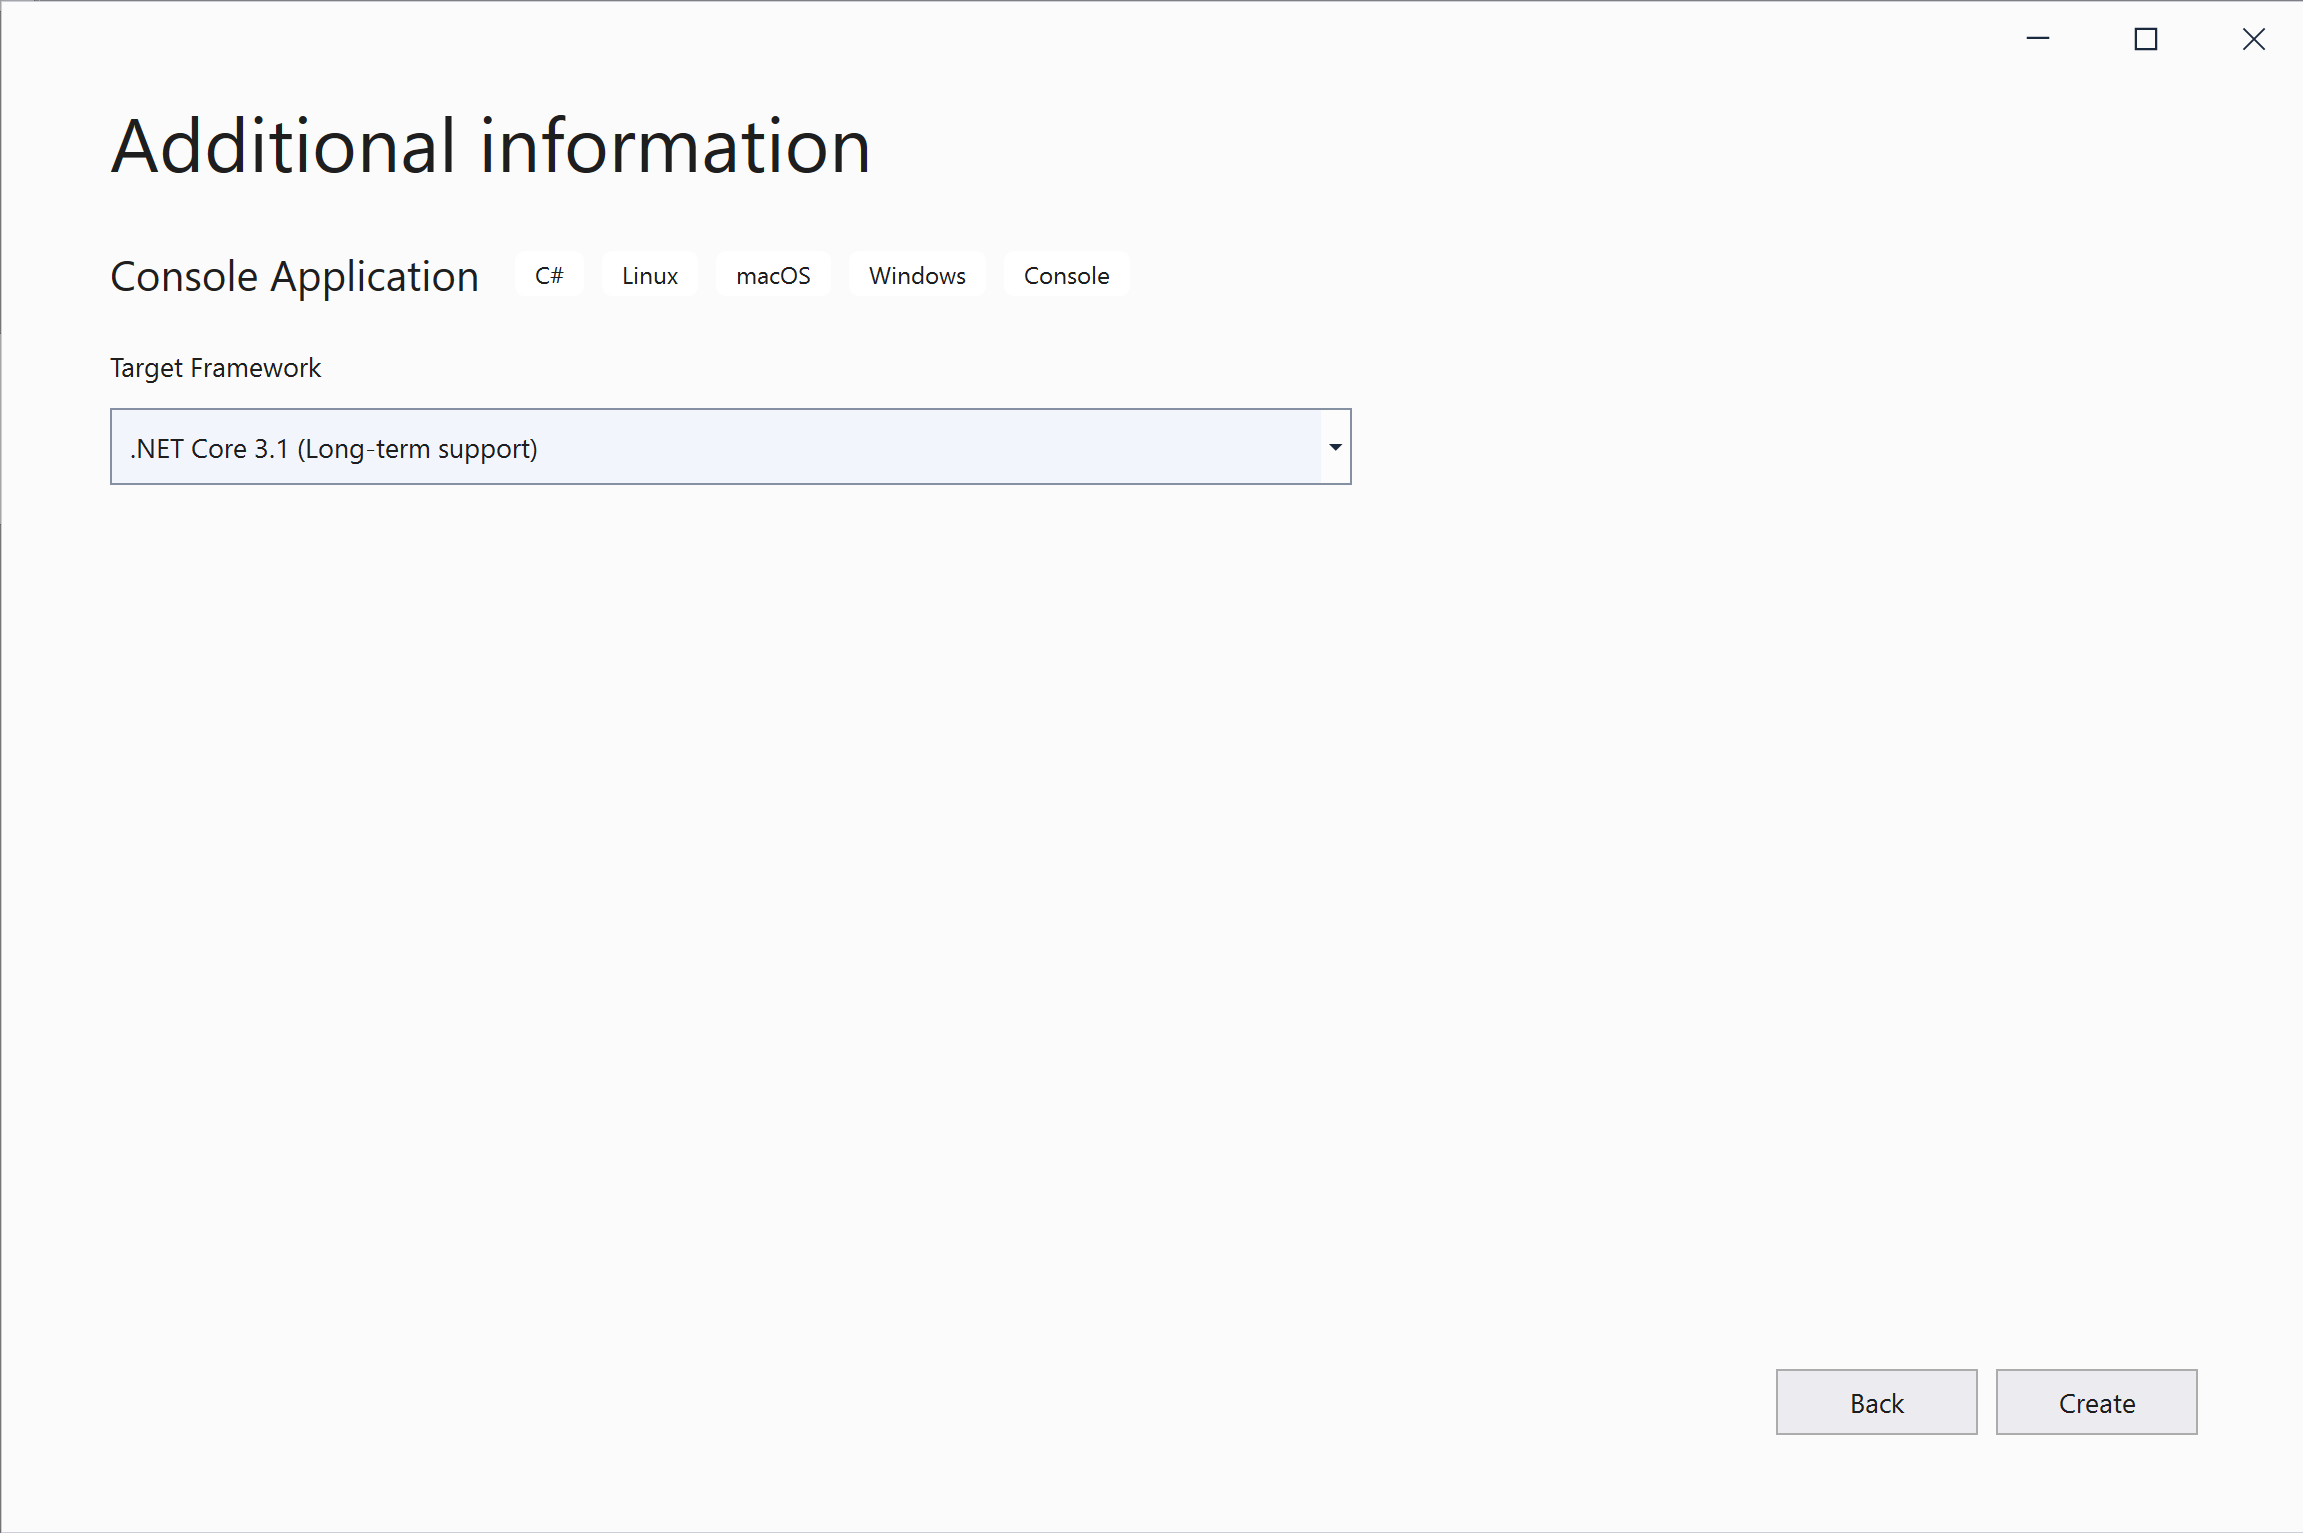 Additional information
Console Application C# Linux macOS Windows Console
Target Framework
.NET Core 3.1 (Long-term support)
Back Create